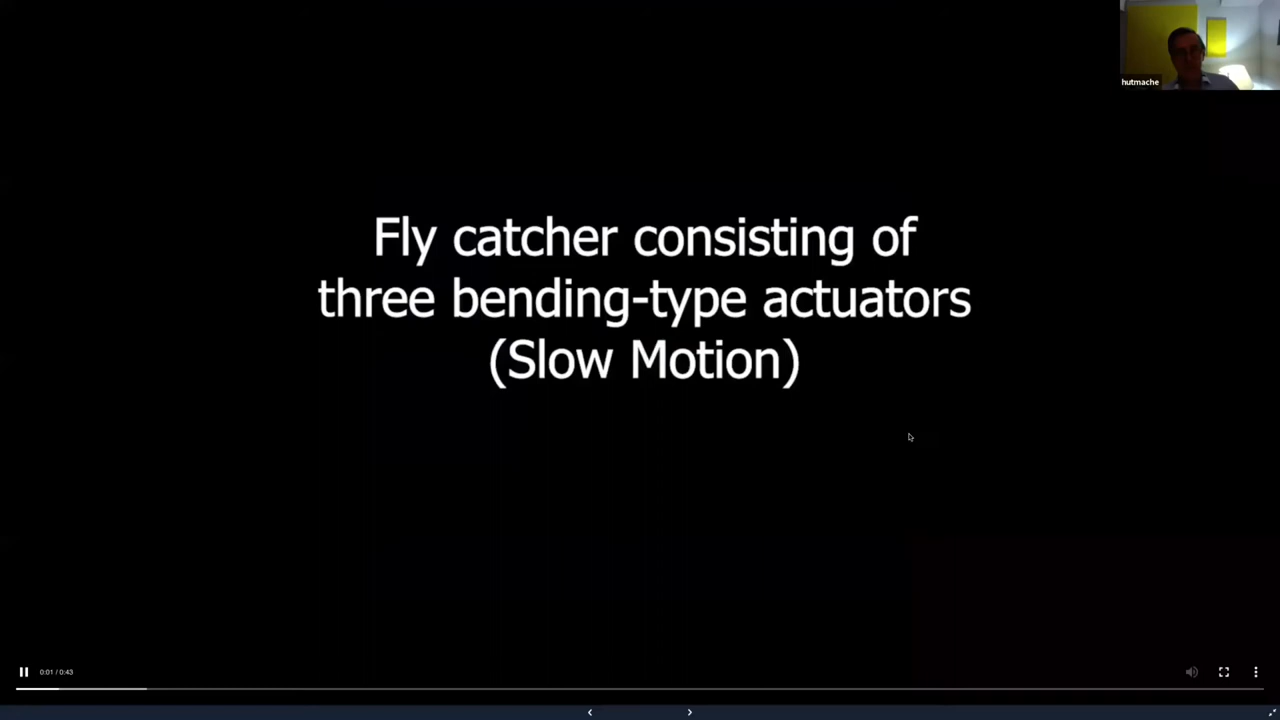 hutmache
Fly catcher consisting of
three bending-type actuators
(Slow Motion)
0:01 / 0:43